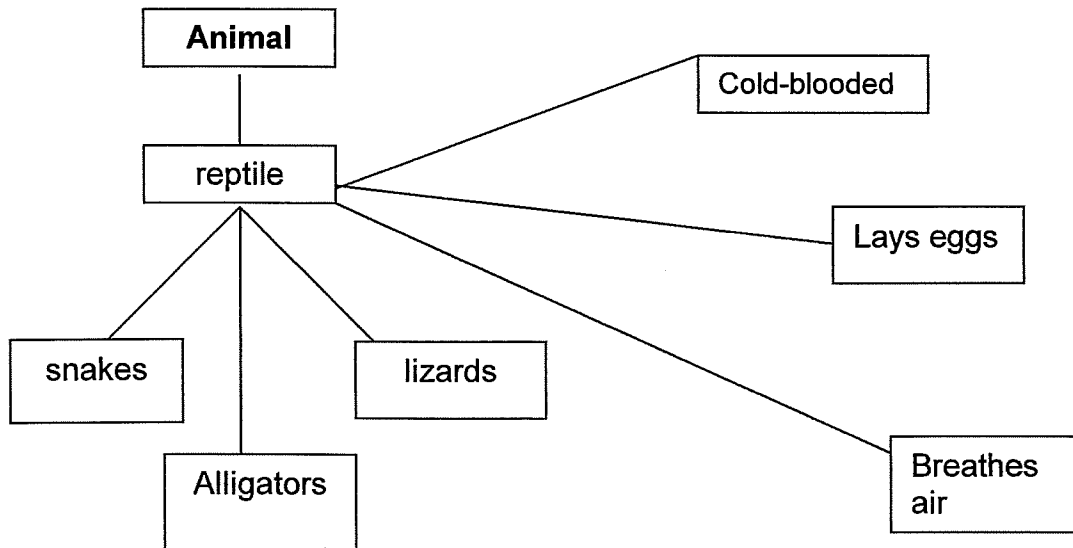 Animal
Cold-blooded
reptile
Lays eggs
snakes
lizards
Alligators
Breathes
air